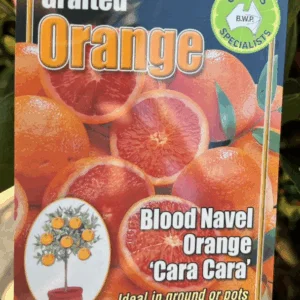 Grafted
Orange
B.W.P.
SPECIALISTS
Blood Navel
Orange
'Cara Cara'
Ideal in ground or pots